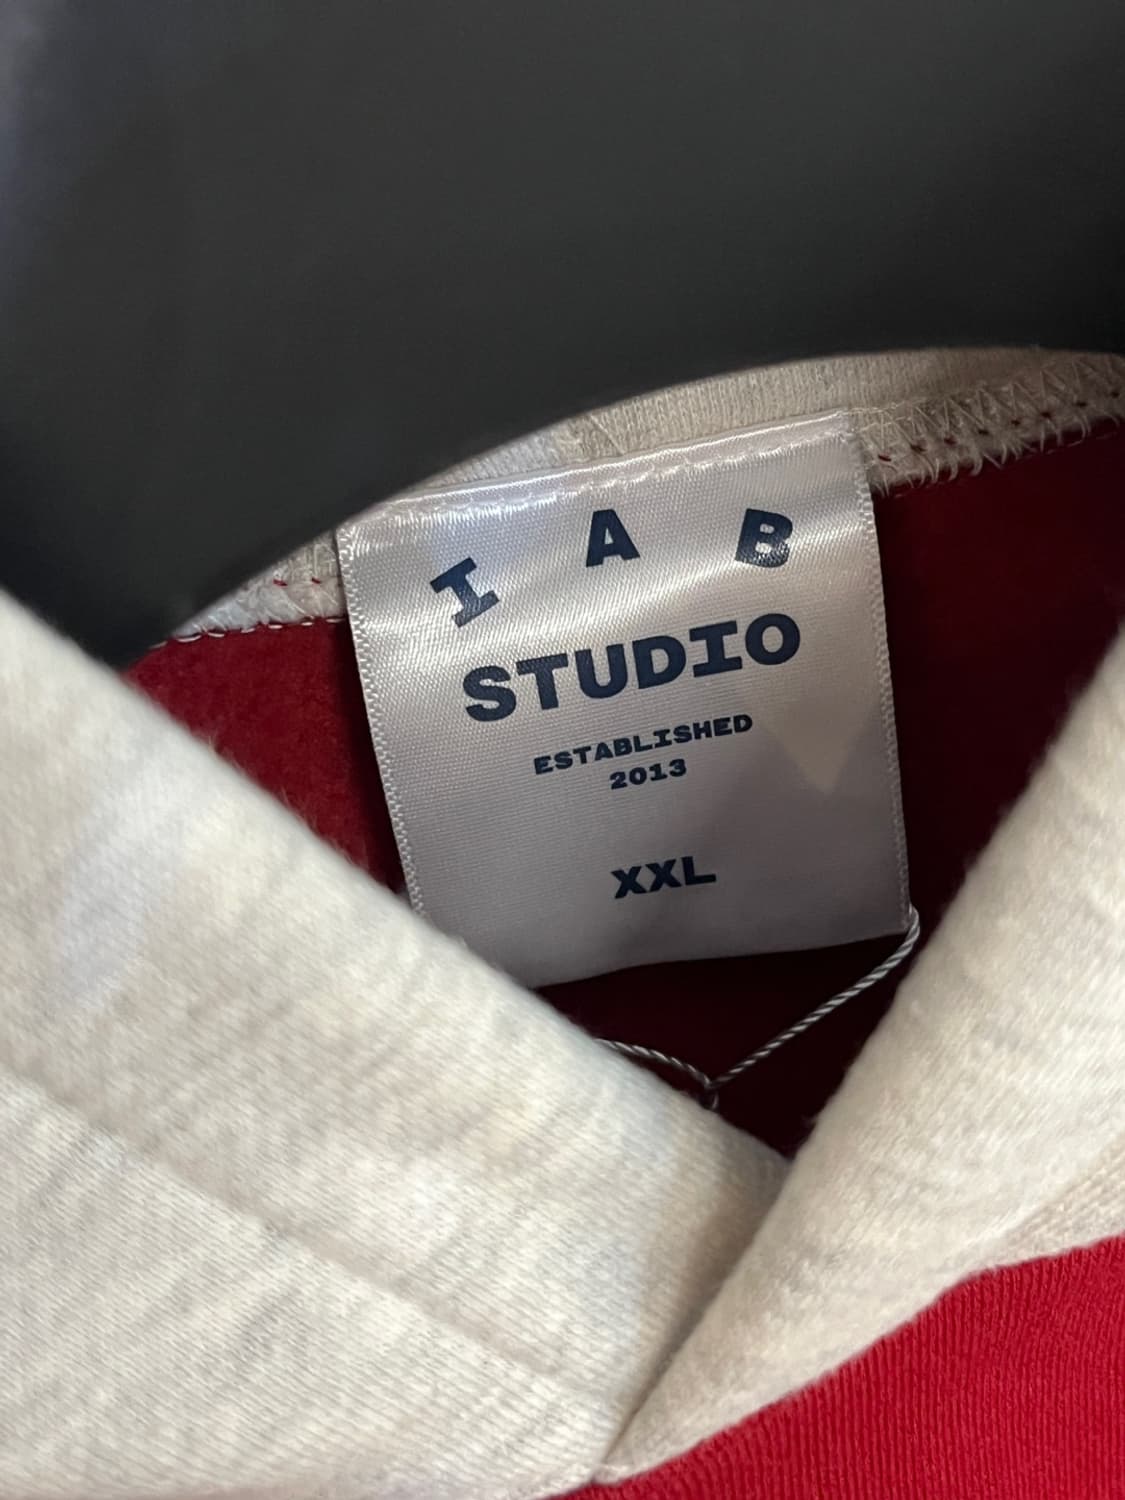 I A B
STUDIO
ESTABLISHED
2013
XXL